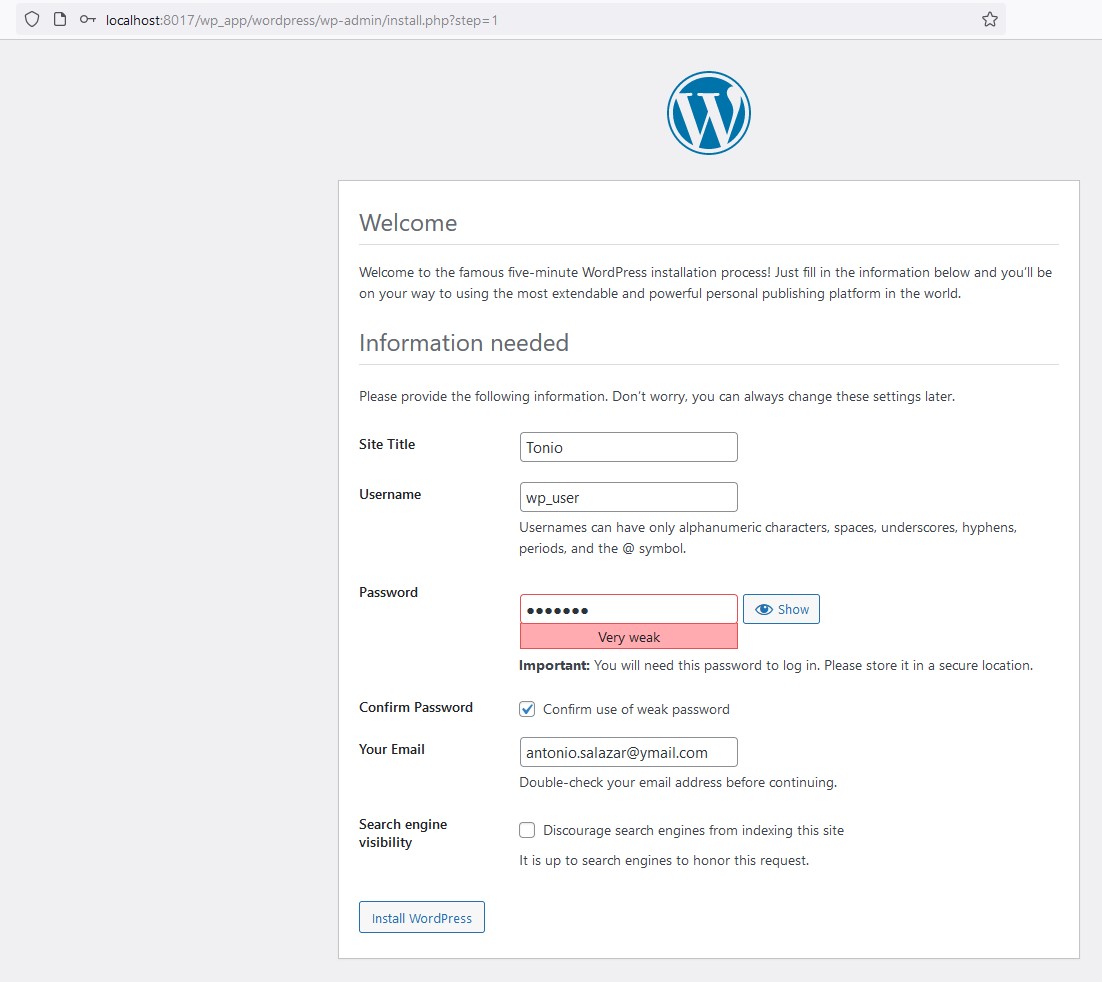 localhost:8017/wp_app/wordpress/wp-admin/install.php?step=1
Welcome
Welcome to the famous five-minute WordPress installation process! Just fill in the information below and you’ll be
on your way to using the most extendable and powerful personal publishing platform in the world.
Information needed
Please provide the following information. Don’t worry, you can always change these settings later.
Site Title
Tonio
Username
wp_user
Usernames can have only alphanumeric characters, spaces, underscores, hyphens,
periods, and the @ symbol.
Password
●●●●●●●
Show
Very weak
Important: You will need this password to log in. Please store it in a secure location.
Confirm Password
Confirm use of weak password
Your Email
antonio.salazar@ymail.com
Double-check your email address before continuing.
Search engine
visibility
Discourage search engines from indexing this site
It is up to search engines to honor this request.
Install WordPress